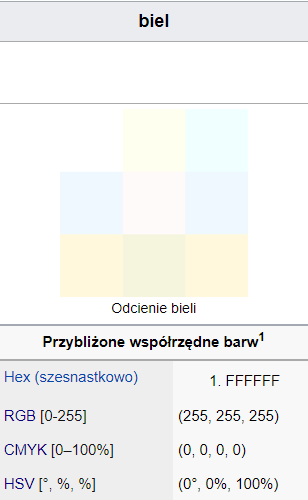 biel
Odcienie bieli
Przybliżone współrzędne barw1
Hex (szesnastkowo) 1. FFFFFF
RGB [0-255] (255, 255, 255)
CMYK [0–100%] (0, 0, 0, 0)
HSV [°, %, %] (0°, 0%, 100%)